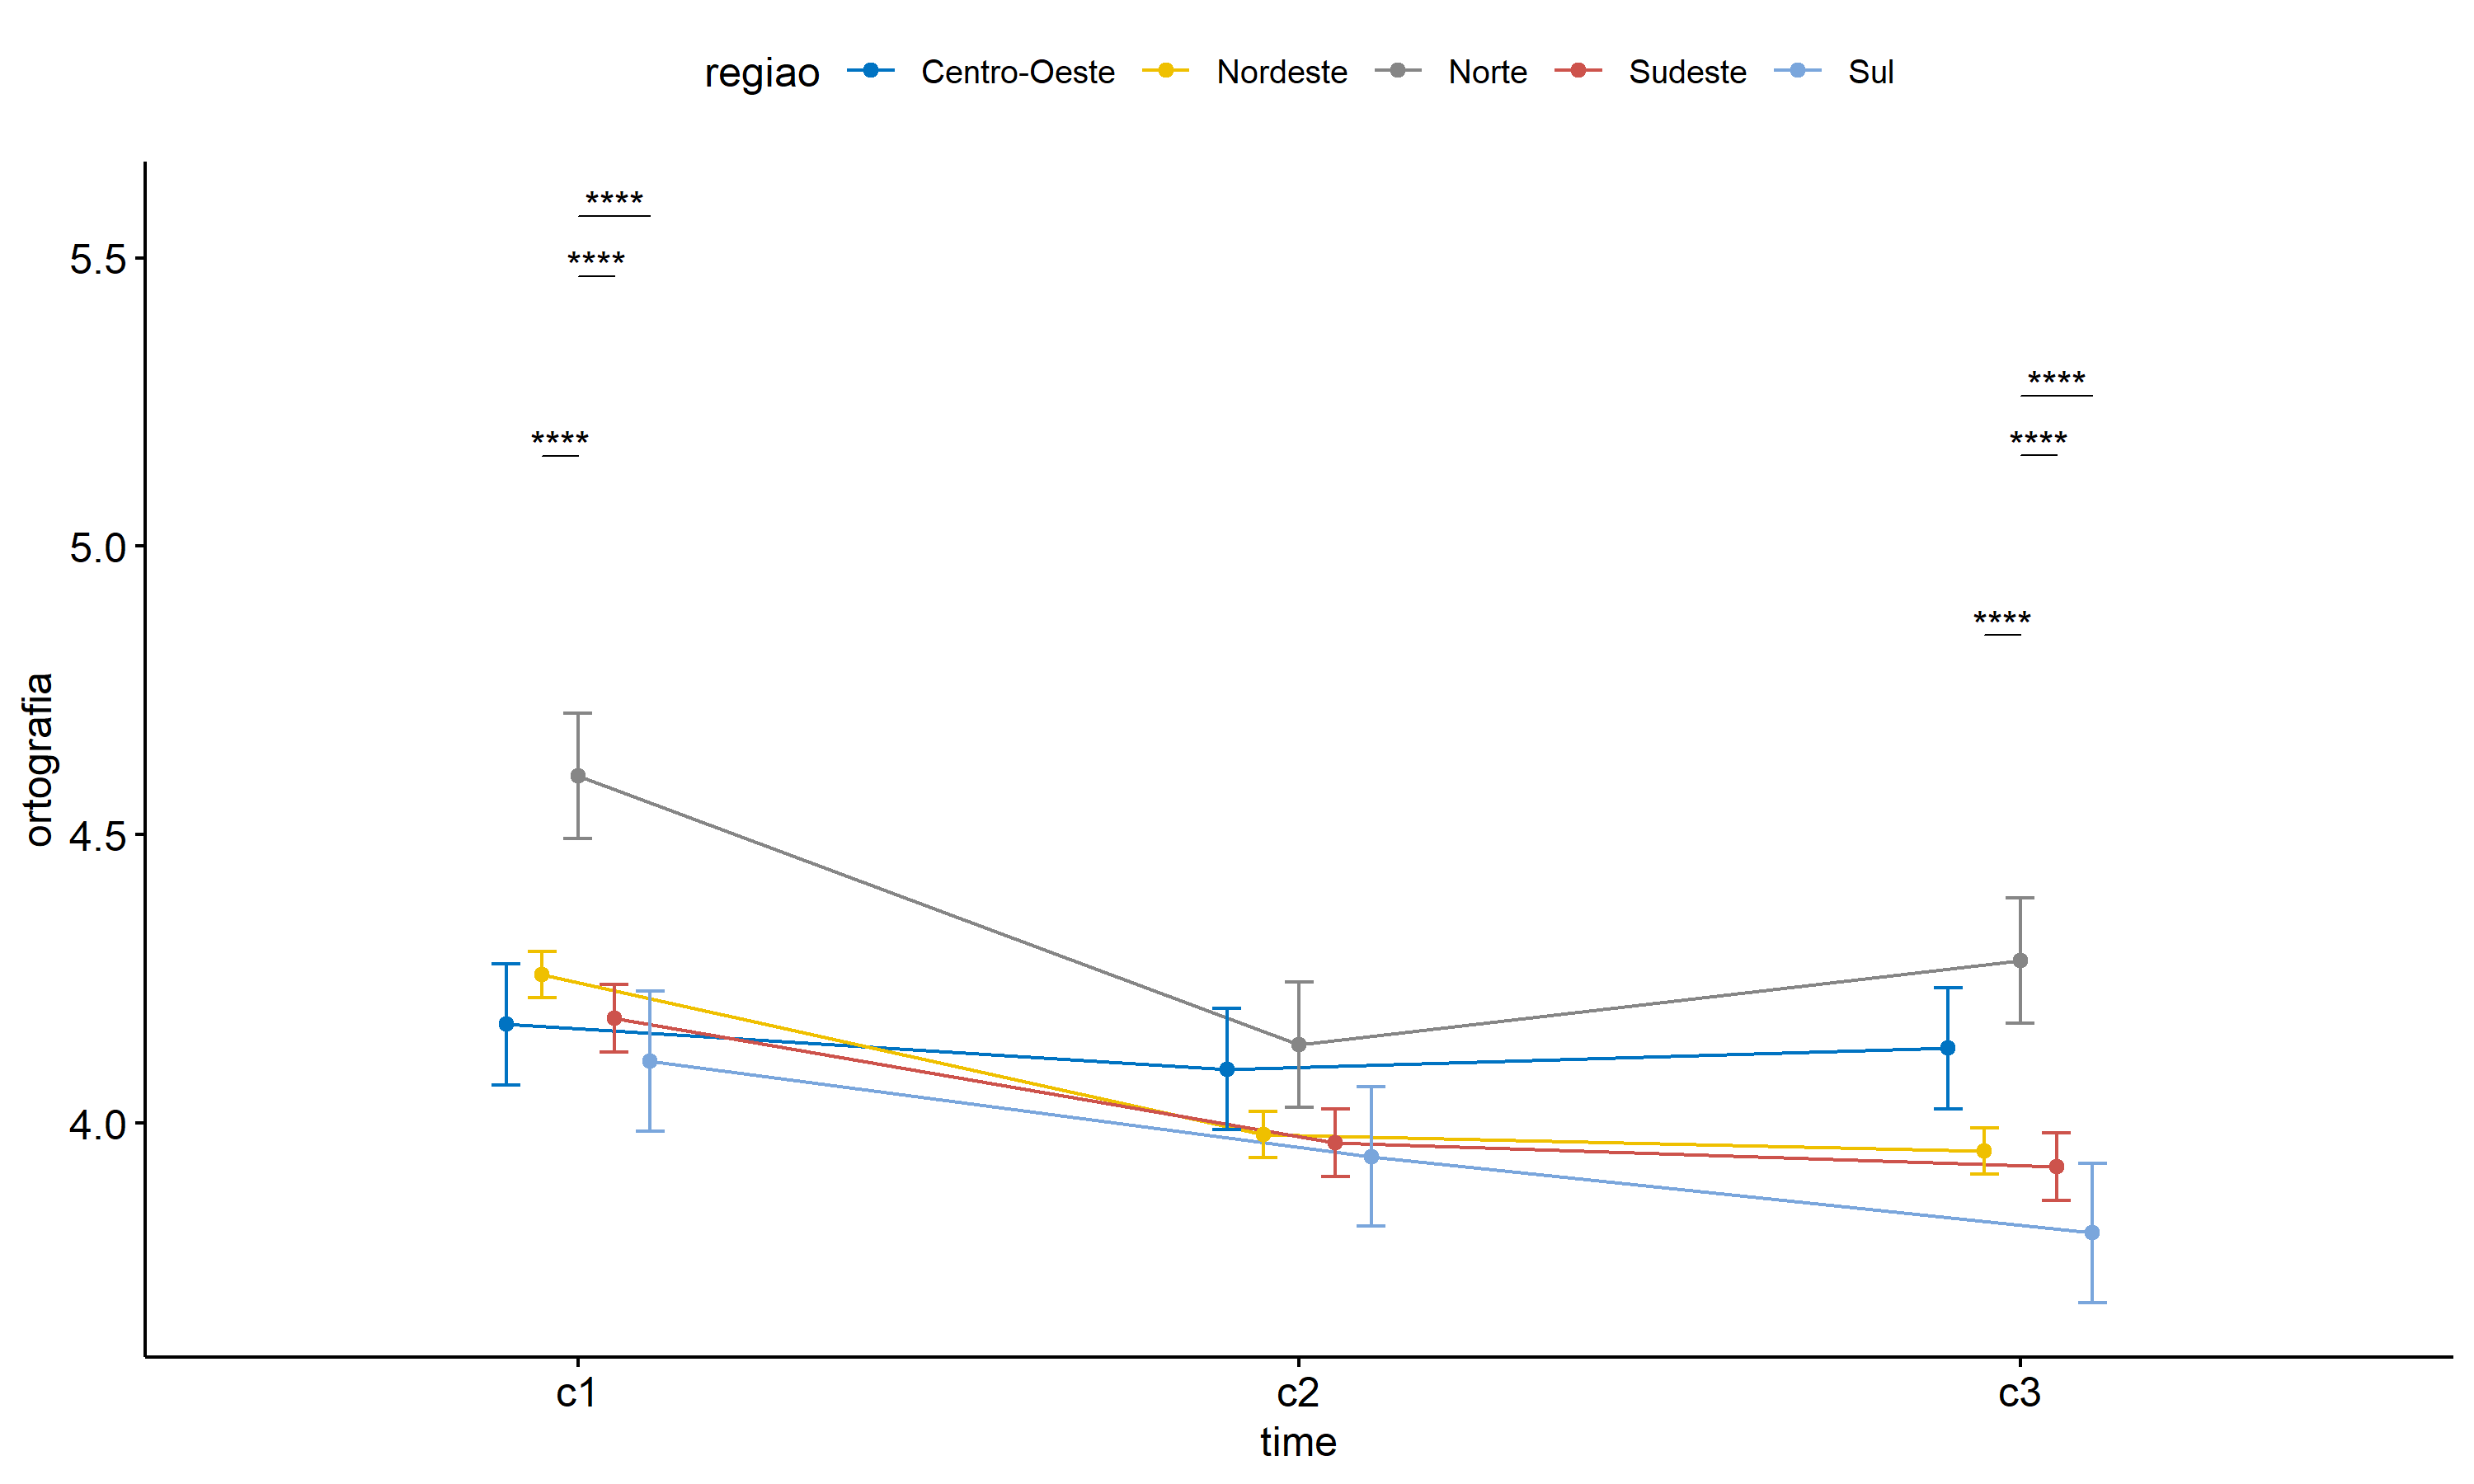 regiao Centro-Oeste Nordeste Norte Sudeste Sul
****
****
****
****
****
****
5.5
5.0
4.5
4.0
ortografia
c1 c2 c3
time